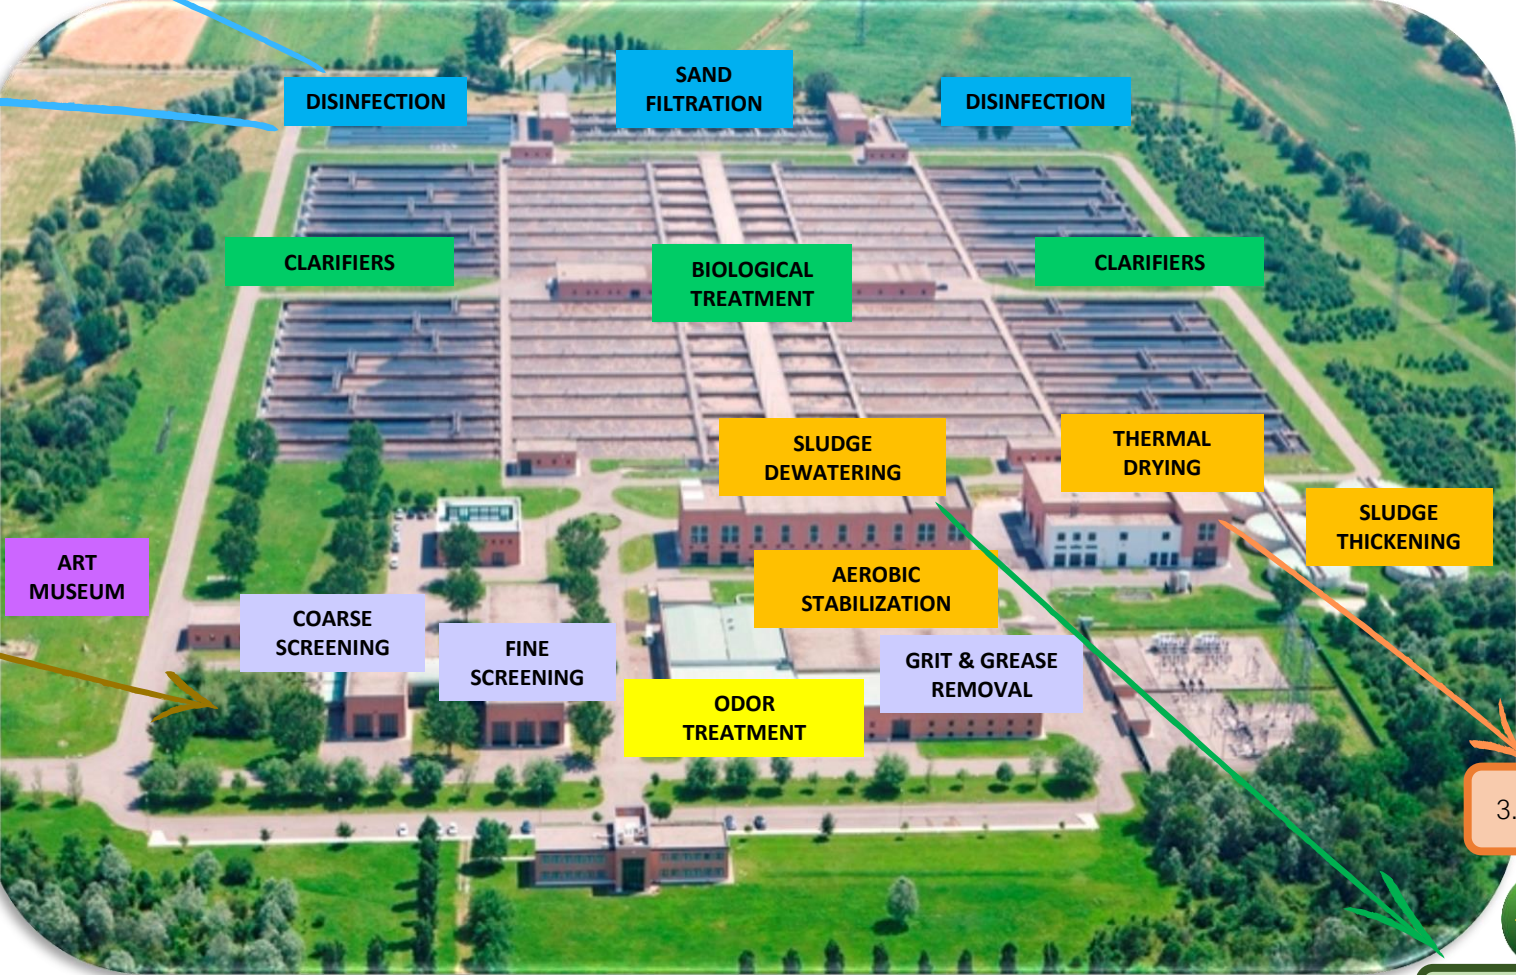 SAND
FILTRATION
DISINFECTION
DISINFECTION
CLARIFIERS
BIOLOGICAL
TREATMENT
CLARIFIERS
SLUDGE
DEWATERING
THERMAL
DRYING
SLUDGE
THICKENING
ART
MUSEUM
AEROBIC
STABILIZATION
COARSE
SCREENING
FINE
SCREENING
GRIT & GREASE
REMOVAL
ODOR
TREATMENT
3.